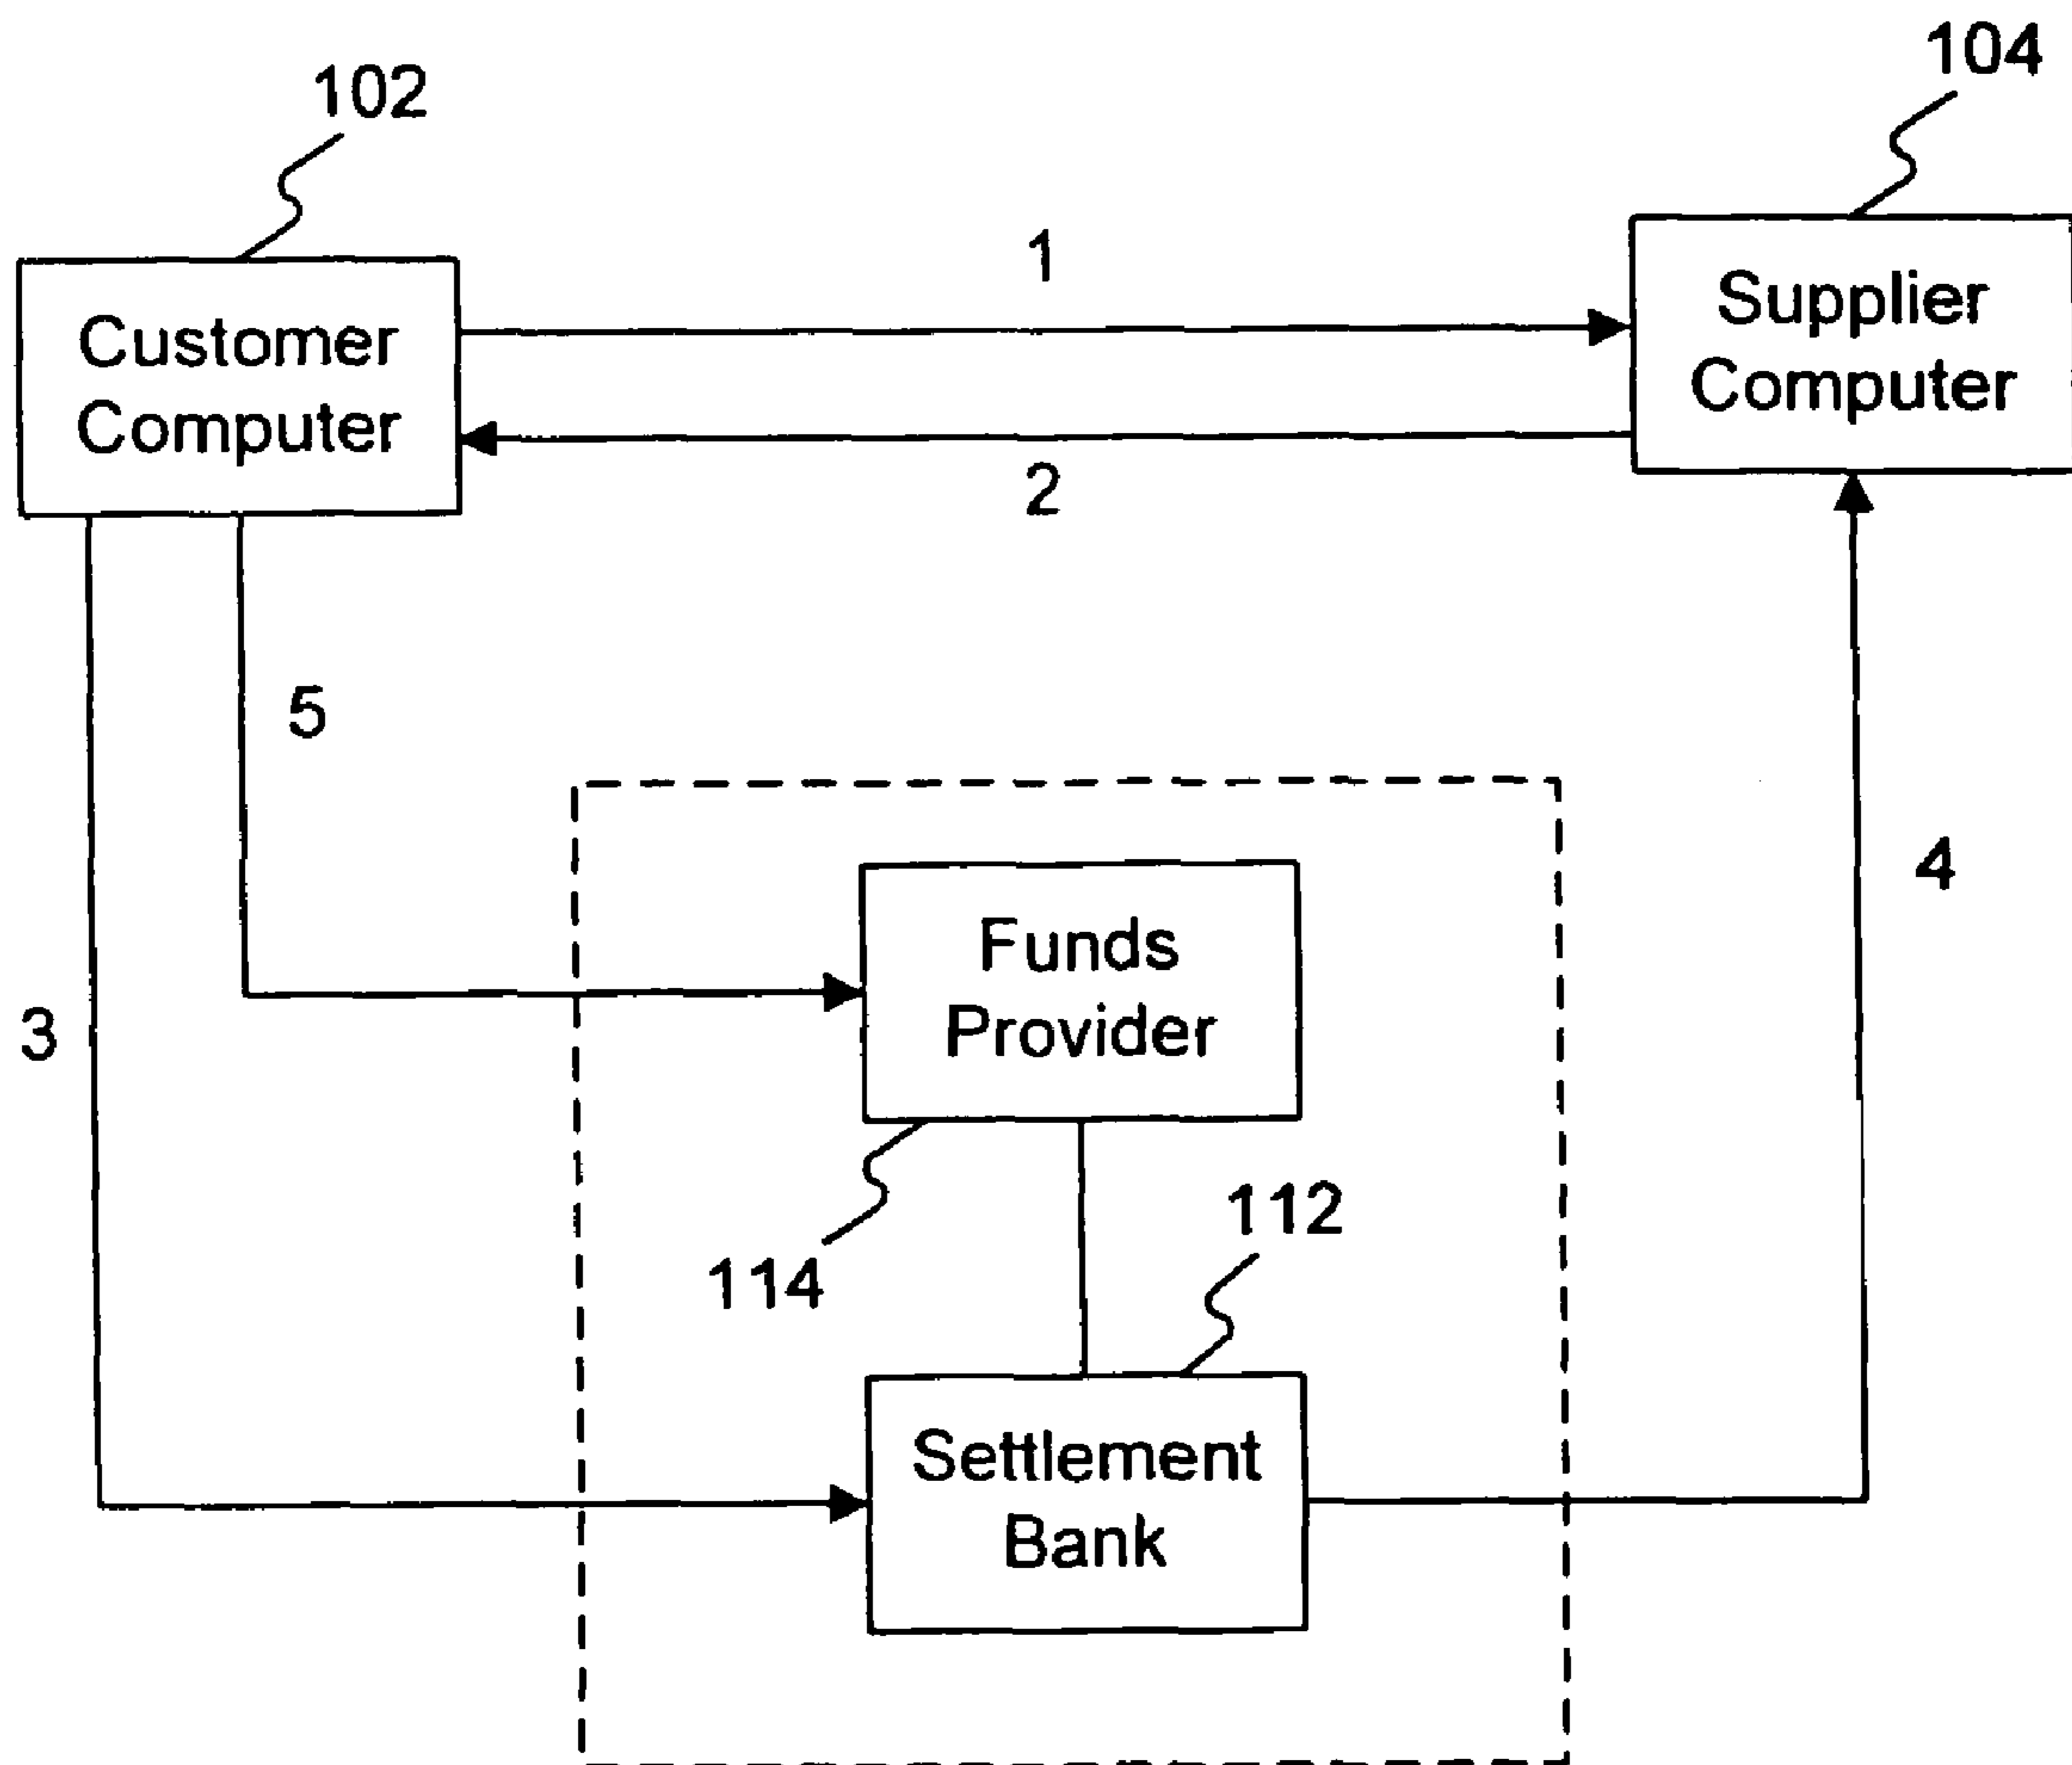 102
104
1
Customer
Computer
Supplier
Computer
2
5
4
Funds
Provider
3
112
114
Settlement
Bank